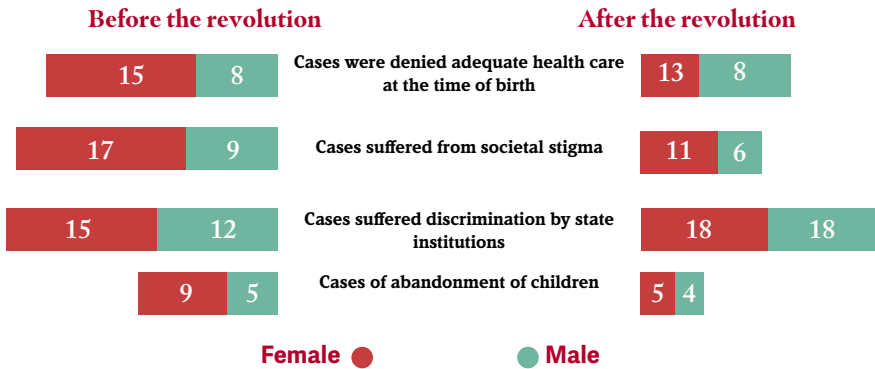 Before the revolution
After the revolution
15 8
Cases were denied adequate health care
at the time of birth
13 8
17 9
Cases suffered from societal stigma
11 6
15 12
Cases suffered discrimination by state
institutions
18 18
9 5
Cases of abandonment of children
5 4
Female
Male